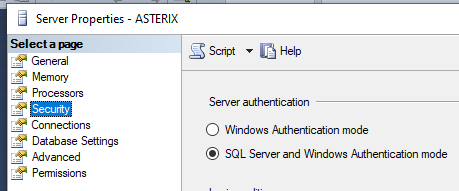 Server Properties - ASTERIX
Select a page
General
Memory
Processors
Security
Connections
Database Settings
Advanced
Permissions
Script
Help
Server authentication
Windows Authentication mode
SQL Server and Windows Authentication mode